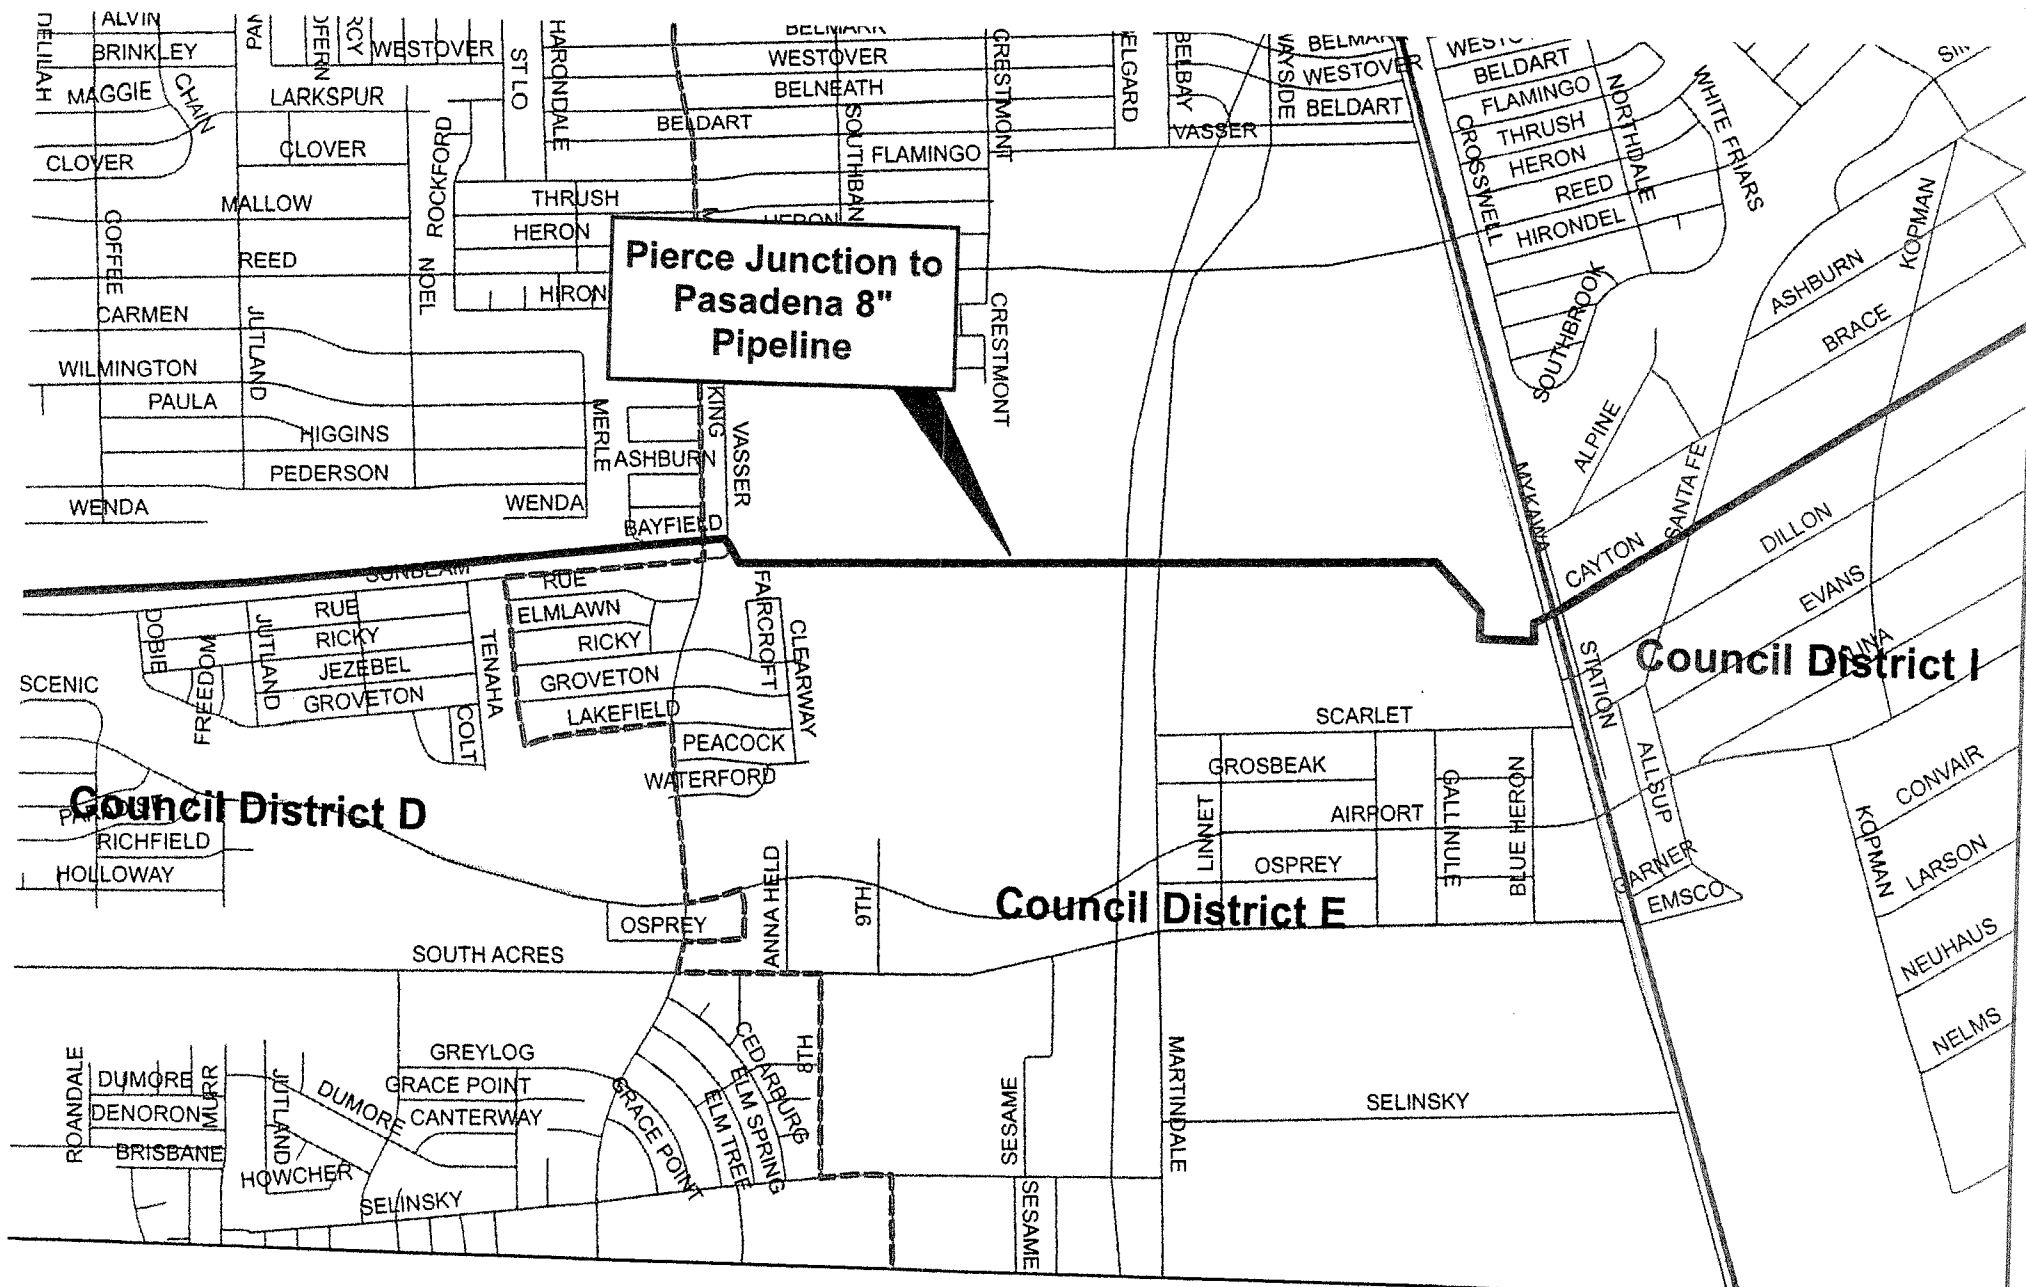 DELILAH
ALVIN
BRINKLEY
MAGGIE
CHAIN
CLOVER
WESTOVER
ST LO
HARONDALE
LARKSPUR
CLOVER
ROCKFORD
MALLOW
COFFEE
REED
NOEL
CARMEN
JUTLAND
WILMINGTON
PAULA
HIGGINS
PEDERSON
WENDA
WENDA
MERLE
ASHBURN
BAYFIELD
KING
VASSER
BELMARK
WESTOVER
BELNEATH
BELDART
SOUTHBAN
CRESTMONT
FLAMINGO
THRUSH
HERON
HERON
HIRON
Pierce Junction to
Pasadena 8"
Pipeline
CRESTMONT
ELGARD
BELBAY
WAYSIDE
BELMAR
WESTOVER
BELDART
VASSER
BELDART
FLAMINGO
THRUSH
HERON
REED
HIRONDEL
CROSSWELL
NORTHDALE
WHITE FRIARS
SOUTHBROOK
KOPMAN
ASHBURN
BRACE
ALPINE
SANTA FE
MYKAWA
CAYTON
DILLON
EVANS
STATION
Council District I
SUNBEAM
RUE
RUE
ELMLAWN
RICKY
GROVETON
LAKEFIELD
FAIRCROFT
CLEARWAY
PEACOCK
WATERFORD
DOBIE
FREEDOM
JUTLAND
RICKY
JEZEBEL
GROVETON
TENAHA
COLT
SCENIC
Council District D
RICHFIELD
HOLLOWAY
SCARLET
GROSBEAK
LINNET
AIRPORT
GALLINULE
BLUE HERON
OSPREY
ALLSUP
GARNER
EMSCO
KOPMAN
CONVAIR
LARSON
NEUHAUS
NELMS
OSPREY
ANNA HELD
9TH
Council District E
SOUTH ACRES
8TH
CEDARBURG
ELM SPRING
ELM TREE
GRACE POINT
GREYLOG
GRACE POINT
CANTERWAY
ROANDALE
DUMORE
DENORON
MURR
BRISBANE
JUTLAND
DUMORE
HOWCHER
SELINSKY
SESAME
SESAME
MARTINDALE
SELINSKY